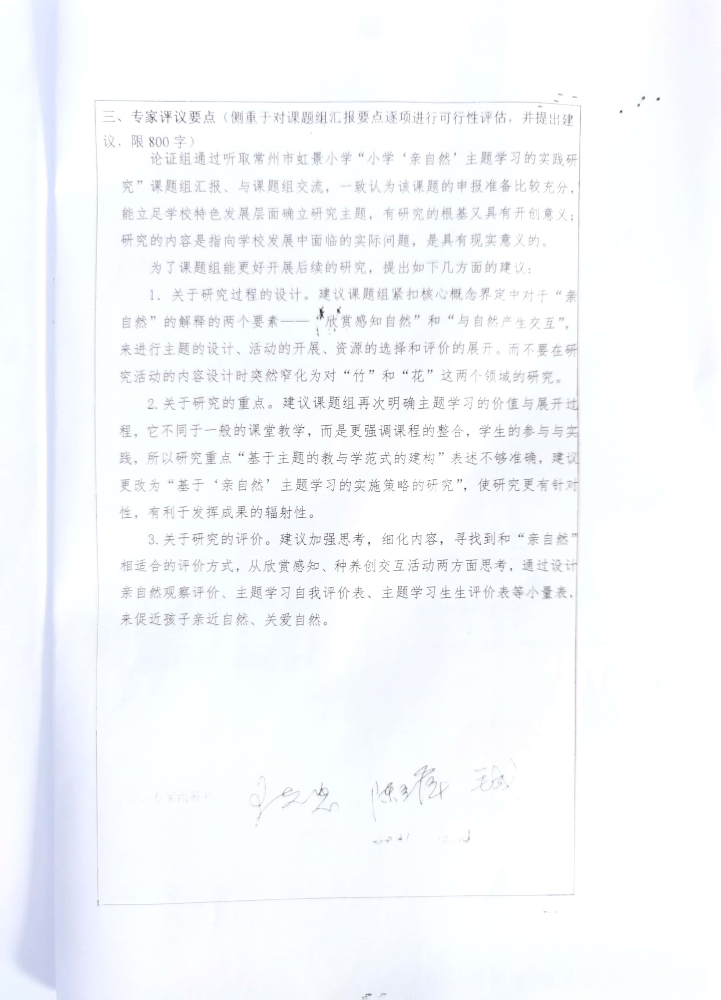 三、专家评议要点（侧重于对课题组汇报要点逐项进行可行性评估，并提出建
议，限 800 字）
论证组通过听取常州市虹景小学“小学‘亲自然’主题学习的实践研
究”课题组汇报、与课题组交流，一致认为该课题的申报准备比较充分，
能立足学校特色发展层面确立研究主题，有研究的根基又具有开创意义；
研究的内容是指向学校发展中面临的实际问题，是具有现实意义的。
为了课题组能更好开展后续的研究，提出如下几方面的建议：
1. 关于研究过程的设计。建议课题组紧扣核心概念界定中对于“亲
自然”的解释的两个要素——“欣赏感知自然”和“与自然产生交互”，
来进行主题的设计、活动的开展、资源的选择和评价的展开。而不要在研
究活动的内容设计时突然窄化为对“竹”和“花”这两个领域的研究。
2. 关于研究的重点。建议课题组再次明确主题学习的价值与展开过
程，它不同于一般的课堂教学，而是更强调课程的整合，学生的参与与实
践，所以研究重点“基于主题的教与学范式的建构”表述不够准确，建议
更改为“基于‘亲自然’主题学习的实施策略的研究”，使研究更有针对
性，有利于发挥成果的辐射性。
3. 关于研究的评价。建议加强思考，细化内容，寻找到和“亲自然”
相适合的评价方式，从欣赏感知、种养创交互活动两方面思考，通过设计
亲自然观察评价、主题学习自我评价表、主题学习生生评价表等小量表，
来促近孩子亲近自然、关爱自然。
2021